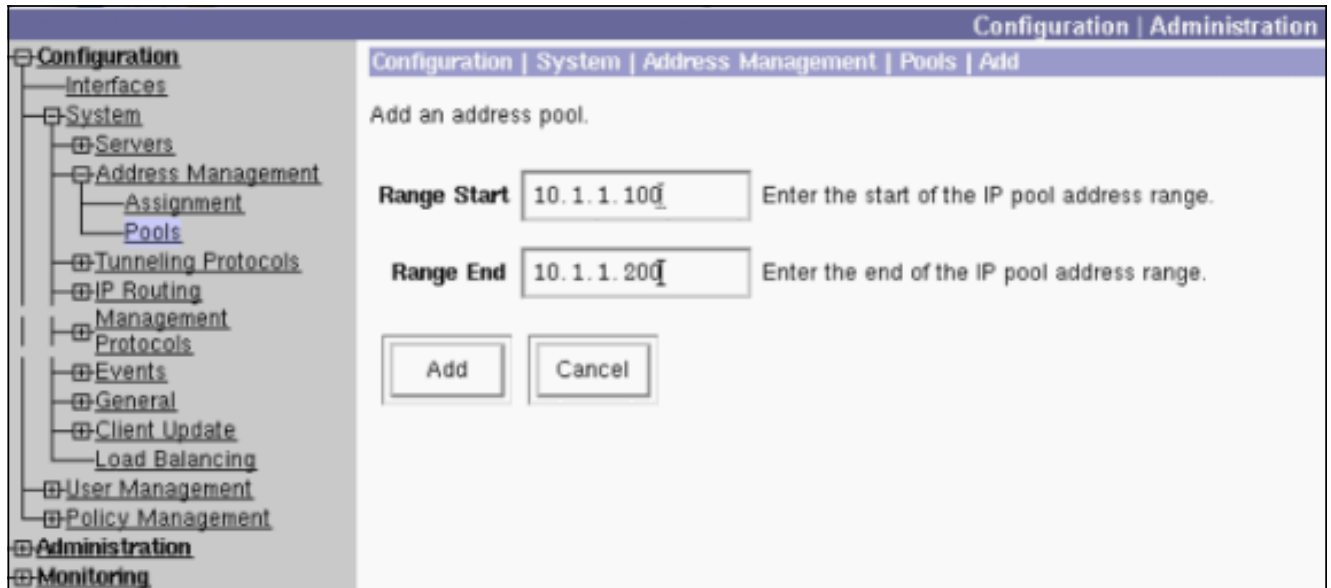 Configuration | Administration
Configuration
Interfaces
System
Servers
Address Management
Assignment
Pools
Tunneling Protocols
IP Routing
Management
Protocols
Events
General
Client Update
Load Balancing
User Management
Policy Management
Administration
Monitoring
Configuration | System | Address Management | Pools | Add
Add an address pool.
Range Start 10.1.1.100 Enter the start of the IP pool address range.
Range End 10.1.1.200 Enter the end of the IP pool address range.
Add Cancel